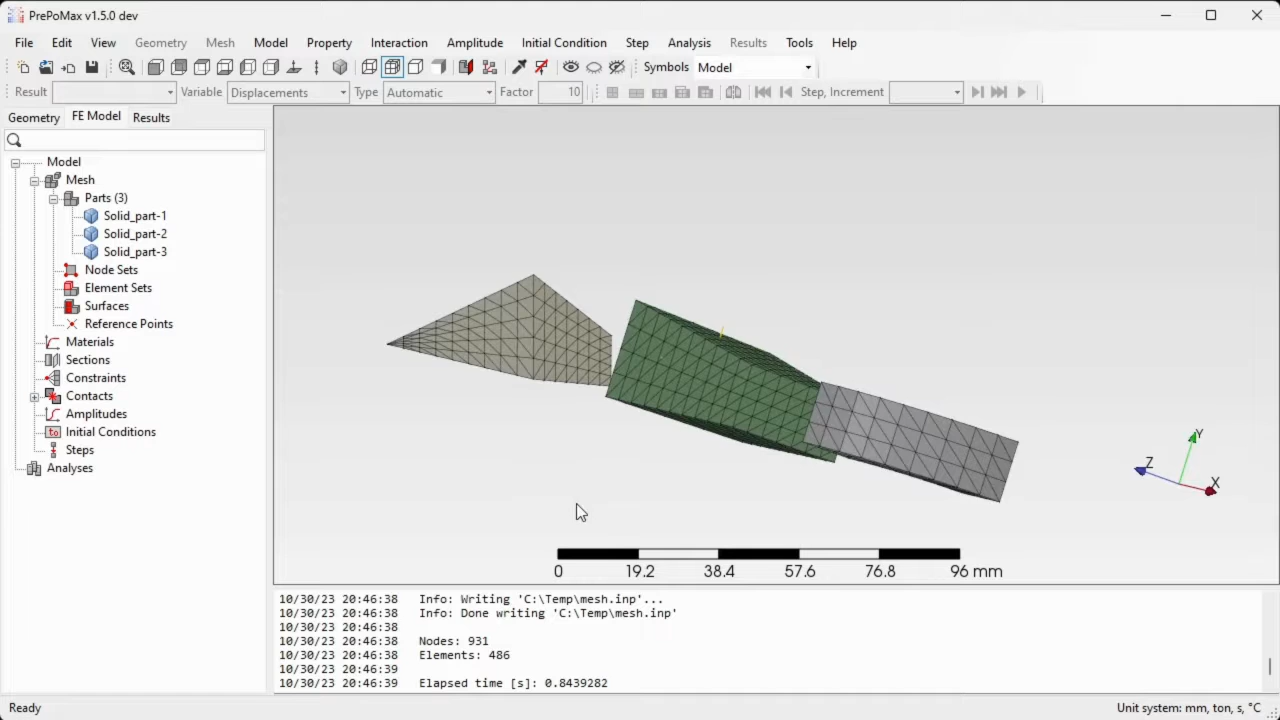 PrePoMax v1.5.0 dev
File Edit View Geometry Mesh Model Property Interaction Amplitude Initial Condition Step Analysis Results Tools Help
Symbols Model
Result Variable Displacements Type Automatic Factor 10 Step, Increment
Geometry FE Model Results
Model
Mesh
Parts (3)
Solid_part-1
Solid_part-2
Solid_part-3
Node Sets
Element Sets
Surfaces
Reference Points
Materials
Sections
Constraints
Contacts
Amplitudes
Initial Conditions
Steps
Analyses
Y
Z
X
0 19.2 38.4 57.6 76.8 96 mm
10/30/23 20:46:38 Info: Writing 'C:\Temp\mesh.inp'...
10/30/23 20:46:38 Info: Done writing 'C:\Temp\mesh.inp'
10/30/23 20:46:38
10/30/23 20:46:38 Nodes: 931
10/30/23 20:46:38 Elements: 486
10/30/23 20:46:39
10/30/23 20:46:39 Elapsed time [s]: 0.8439282
Ready Unit system: mm, ton, s, °C